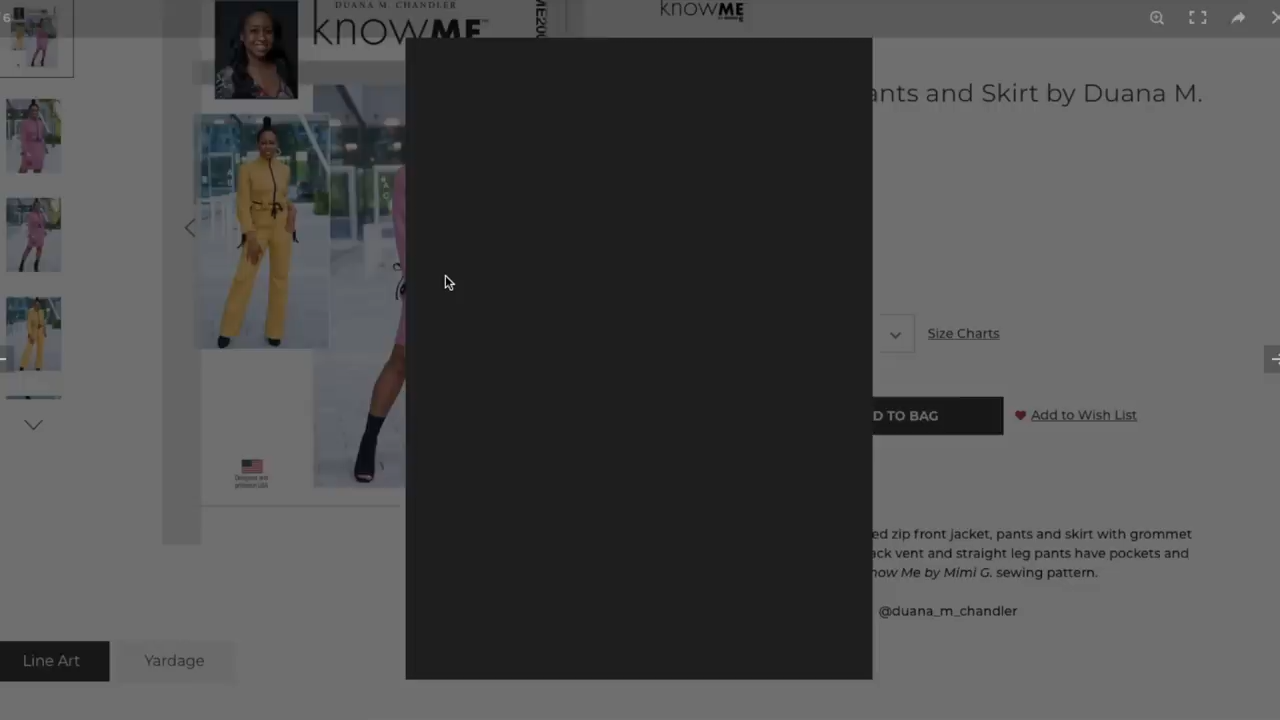 6
DUANA M. CHANDLER
knowME
knowME
ants and Skirt by Duana M.
Size Charts
D TO BAG
Add to Wish List
ed zip front jacket, pants and skirt with grommet
ack vent and straight leg pants have pockets and
now Me by Mimi G. sewing pattern.
@duana_m_chandler
Line Art
Yardage